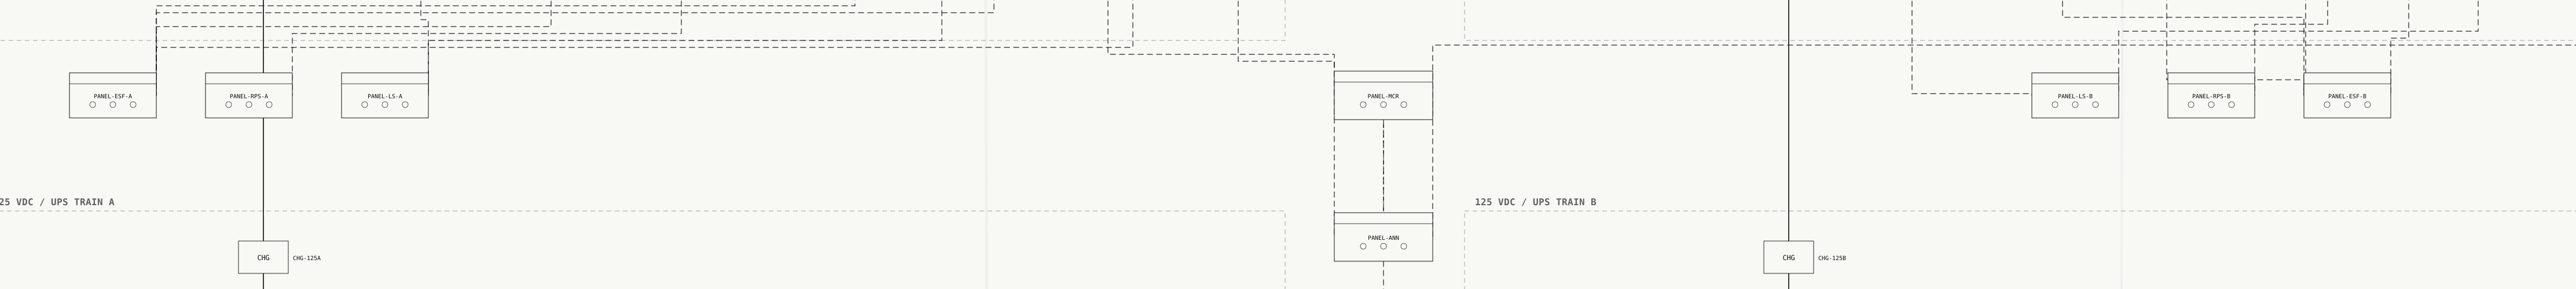 PANEL-ESF-A
PANEL-RPS-A
PANEL-LS-A
PANEL-MCR
PANEL-LS-B
PANEL-RPS-B
PANEL-ESF-B
25 VDC / UPS TRAIN A
125 VDC / UPS TRAIN B
PANEL-ANN
CHG
CHG-125A
CHG
CHG-125B